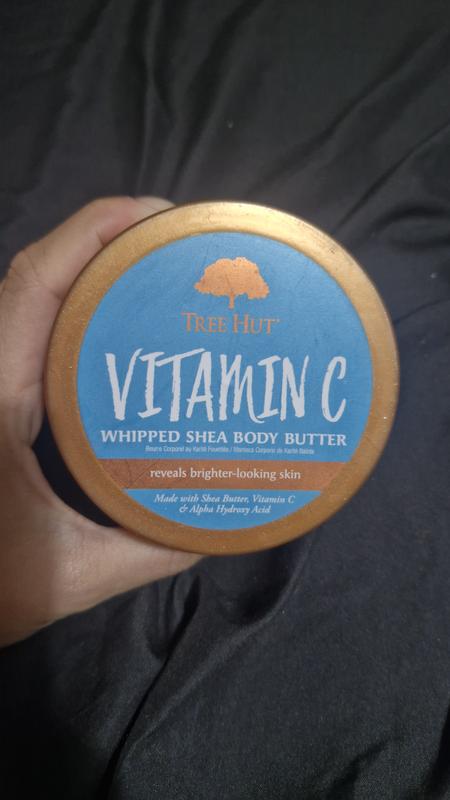 TREE HUT
VITAMIN C
WHIPPED SHEA BODY BUTTER
Beurre Corporel au Karité Fouettée / Manteca Corporal de Karité Batida
reveals brighter-looking skin
Made with Shea Butter, Vitamin C
& Alpha Hydroxy Acid